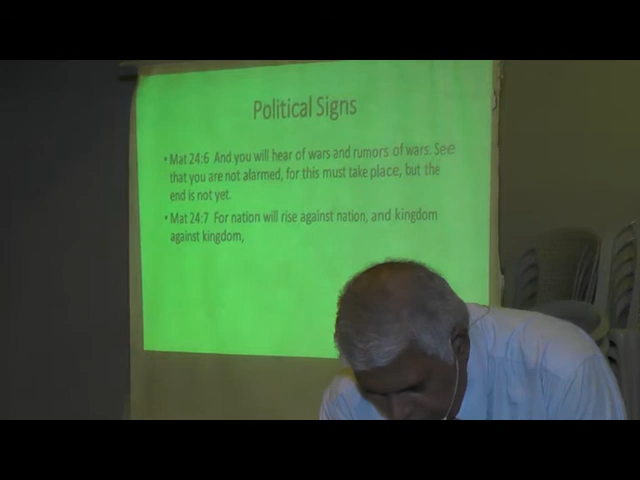 Political Signs
• Mat 24:6 And you will hear of wars and rumors of wars. See
that you are not alarmed, for this must take place, but the
end is not yet.
• Mat 24:7 For nation will rise against nation, and kingdom
against kingdom,